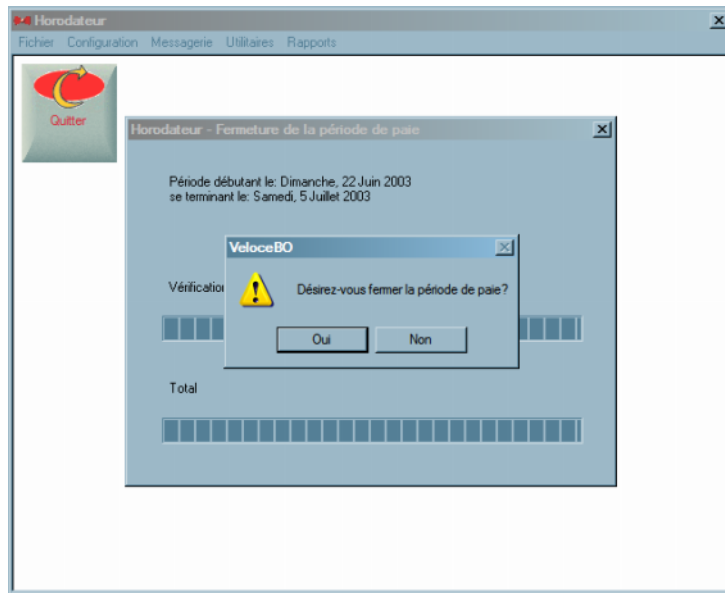 Horodateur
Fichier Configuration Messagerie Utilitaires Rapports
Quitter
Horodateur - Fermeture de la période de paie
Période débutant le: Dimanche, 22 Juin 2003
se terminant le: Samedi, 5 Juillet 2003
VeloceBO
Vérification
Désirez-vous fermer la période de paie?
Oui Non
Total